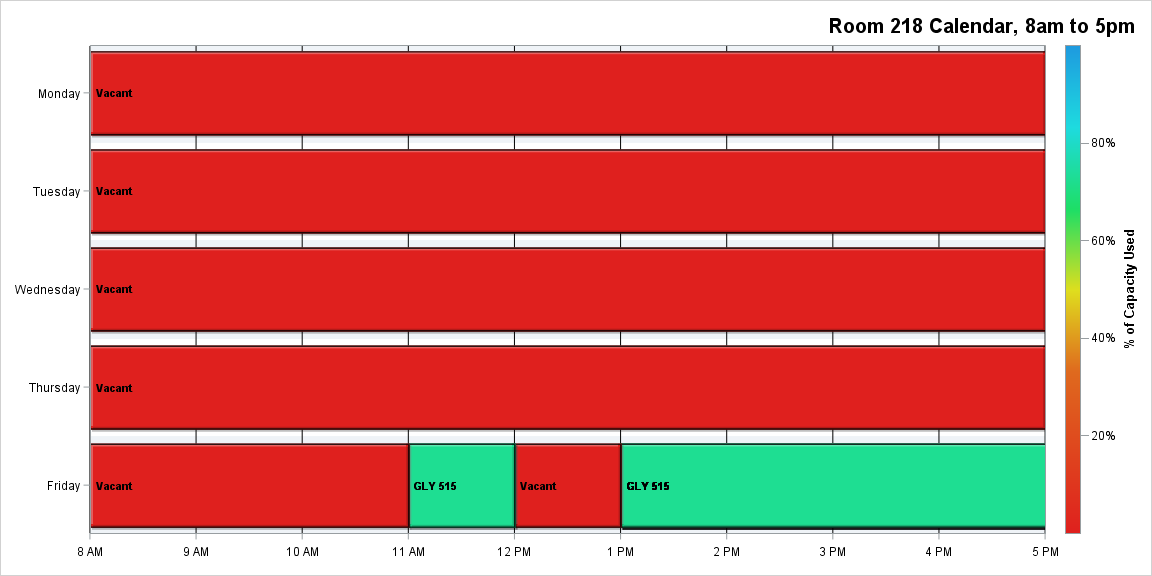 Room 218 Calendar, 8am to 5pm
Monday
Vacant
Tuesday
Vacant
Wednesday
Vacant
Thursday
Vacant
Friday
Vacant
GLY 515
Vacant
GLY 515
8 AM
9 AM
10 AM
11 AM
12 PM
1 PM
2 PM
3 PM
4 PM
5 PM
80%
60%
40%
20%
% of Capacity Used